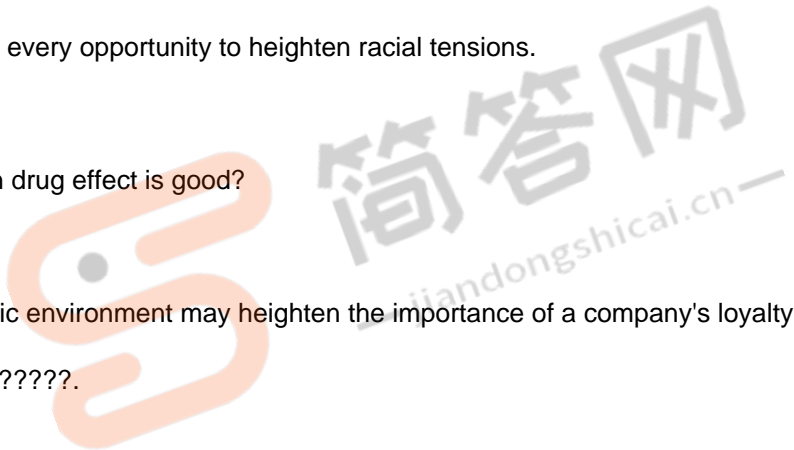 every opportunity to heighten racial tensions.
drug effect is good?
简答网
jiandongshicai.cn
ic environment may heighten the importance of a company's loyalty
?????.